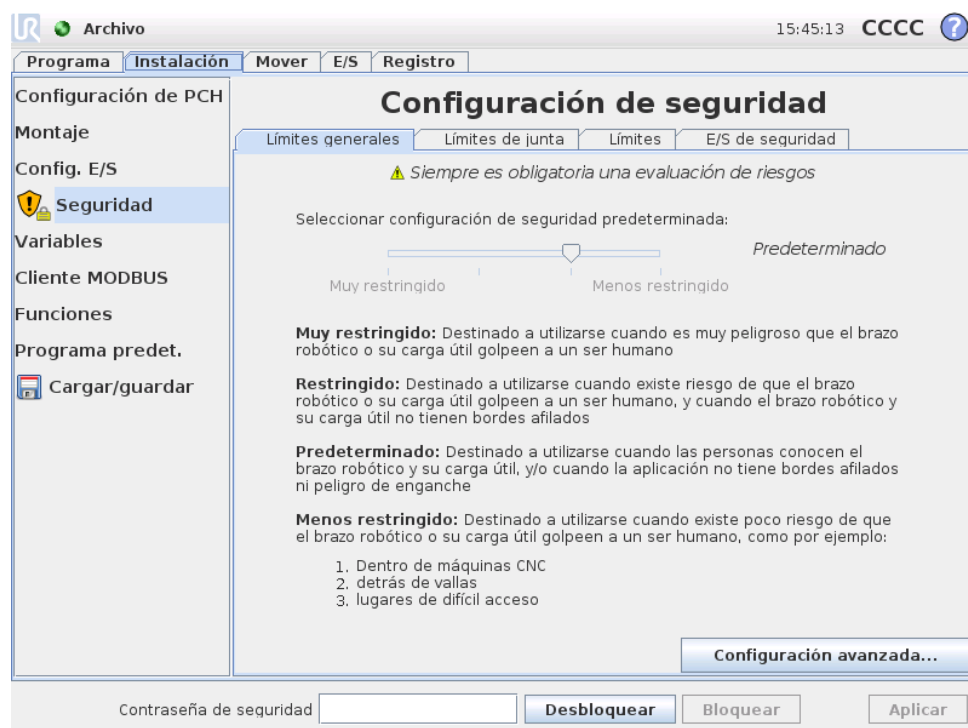 UR Archivo 15:45:13 CCCC ?
Programa Instalación Mover E/S Registro
Configuración de PCH
Montaje
Config. E/S
Seguridad
Variables
Cliente MODBUS
Funciones
Programa predet.
Cargar/guardar
Configuración de seguridad
Límites generales Límites de junta Límites E/S de seguridad
Siempre es obligatoria una evaluación de riesgos
Seleccionar configuración de seguridad predeterminada:
Predeterminado
Muy restringido Menos restringido
Muy restringido: Destinado a utilizarse cuando es muy peligroso que el brazo
robótico o su carga útil golpeen a un ser humano
Restringido: Destinado a utilizarse cuando existe riesgo de que el brazo
robótico o su carga útil golpeen a un ser humano, y cuando el brazo robótico y
su carga útil no tienen bordes afilados
Predeterminado: Destinado a utilizarse cuando las personas conocen el
brazo robótico y su carga útil, y/o cuando la aplicación no tiene bordes afilados
ni peligro de enganche
Menos restringido: Destinado a utilizarse cuando existe poco riesgo de que
el brazo robótico o su carga útil golpeen a un ser humano, como por ejemplo:
1. Dentro de máquinas CNC
2. detrás de vallas
3. lugares de difícil acceso
Configuración avanzada...
Contraseña de seguridad Desbloquear Bloquear Aplicar